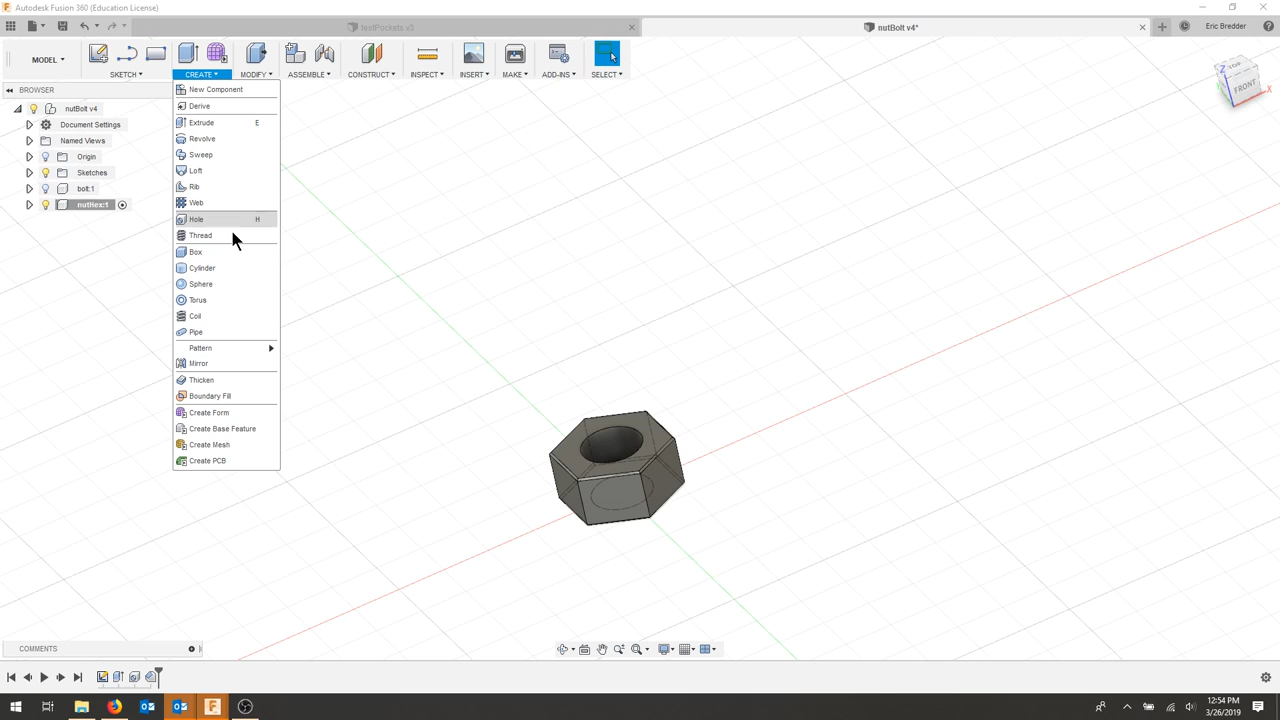 Autodesk Fusion 360 (Education License)
testPockets v3
nutBolt v4*
Eric Bredder
MODEL
SKETCH
CREATE
MODIFY
ASSEMBLE
CONSTRUCT
INSPECT
INSERT
MAKE
ADD-INS
SELECT
BROWSER
nutBolt v4
Document Settings
Named Views
Origin
Sketches
bolt:1
nutHex:1
New Component
Derive
Extrude E
Revolve
Sweep
Loft
Rib
Web
Hole H
Thread
Box
Cylinder
Sphere
Torus
Coil
Pipe
Pattern
Mirror
Thicken
Boundary Fill
Create Form
Create Base Feature
Create Mesh
Create PCB
Z
TOP
FRONT
X
COMMENTS
12:54 PM
3/26/2019